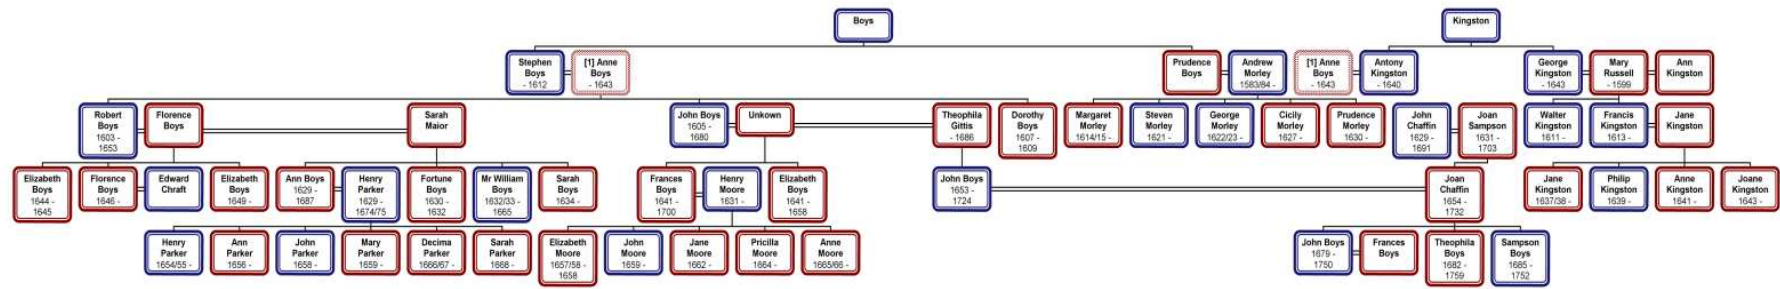 Boys
Kingston
Stephen
Boys
- 1612
[1] Anne
Boys
- 1643
Prudence
Boys
Andrew
Morley
1583/84 -
[1] Anne
Boys
- 1643
Antony
Kingston
- 1640
George
Kingston
- 1643
Mary
Russell
- 1599
Ann
Kingston
Robert
Boys
1603 -
1653
Florence
Boys
Sarah
Maior
John Boys
1605 -
1680
Unkown
Theophila
Gittis
- 1686
Dorothy
Boys
1607 -
1609
Margaret
Morley
1614/15 -
Steven
Morley
1621 -
George
Morley
1622/23 -
Cicily
Morley
1627 -
Prudence
Morley
1630 -
John
Chaffin
1629 -
1691
Joan
Sampson
1631 -
1703
Walter
Kingston
1611 -
Francis
Kingston
1613 -
Jane
Kingston
Elizabeth
Boys
1644 -
1645
Florence
Boys
1646 -
Edward
Chraft
Elizabeth
Boys
1649 -
Ann Boys
1629 -
1687
Henry
Parker
1629 -
1674/75
Fortune
Boys
1630 -
1632
Mr William
Boys
1632/33 -
1665
Sarah
Boys
1634 -
Frances
Boys
1641 -
1700
Henry
Moore
1631 -
Elizabeth
Boys
1641 -
1658
John Boys
1653 -
1724
Joan
Chaffin
1654 -
1732
Jane
Kingston
1637/38 -
Philip
Kingston
1639 -
Anne
Kingston
1641 -
Joane
Kingston
1643 -
Henry
Parker
1654/55 -
Ann
Parker
1656 -
John
Parker
1658 -
Mary
Parker
1659 -
Decima
Parker
1666/67 -
Sarah
Parker
1668 -
Elizabeth
Moore
1657/58 -
1658
John
Moore
1659 -
Jane
Moore
1662 -
Pricilla
Moore
1664 -
Anne
Moore
1665/66 -
John Boys
1679 -
1750
Frances
Boys
Theophila
Boys
1682 -
1759
Sampson
Boys
1685 -
1752